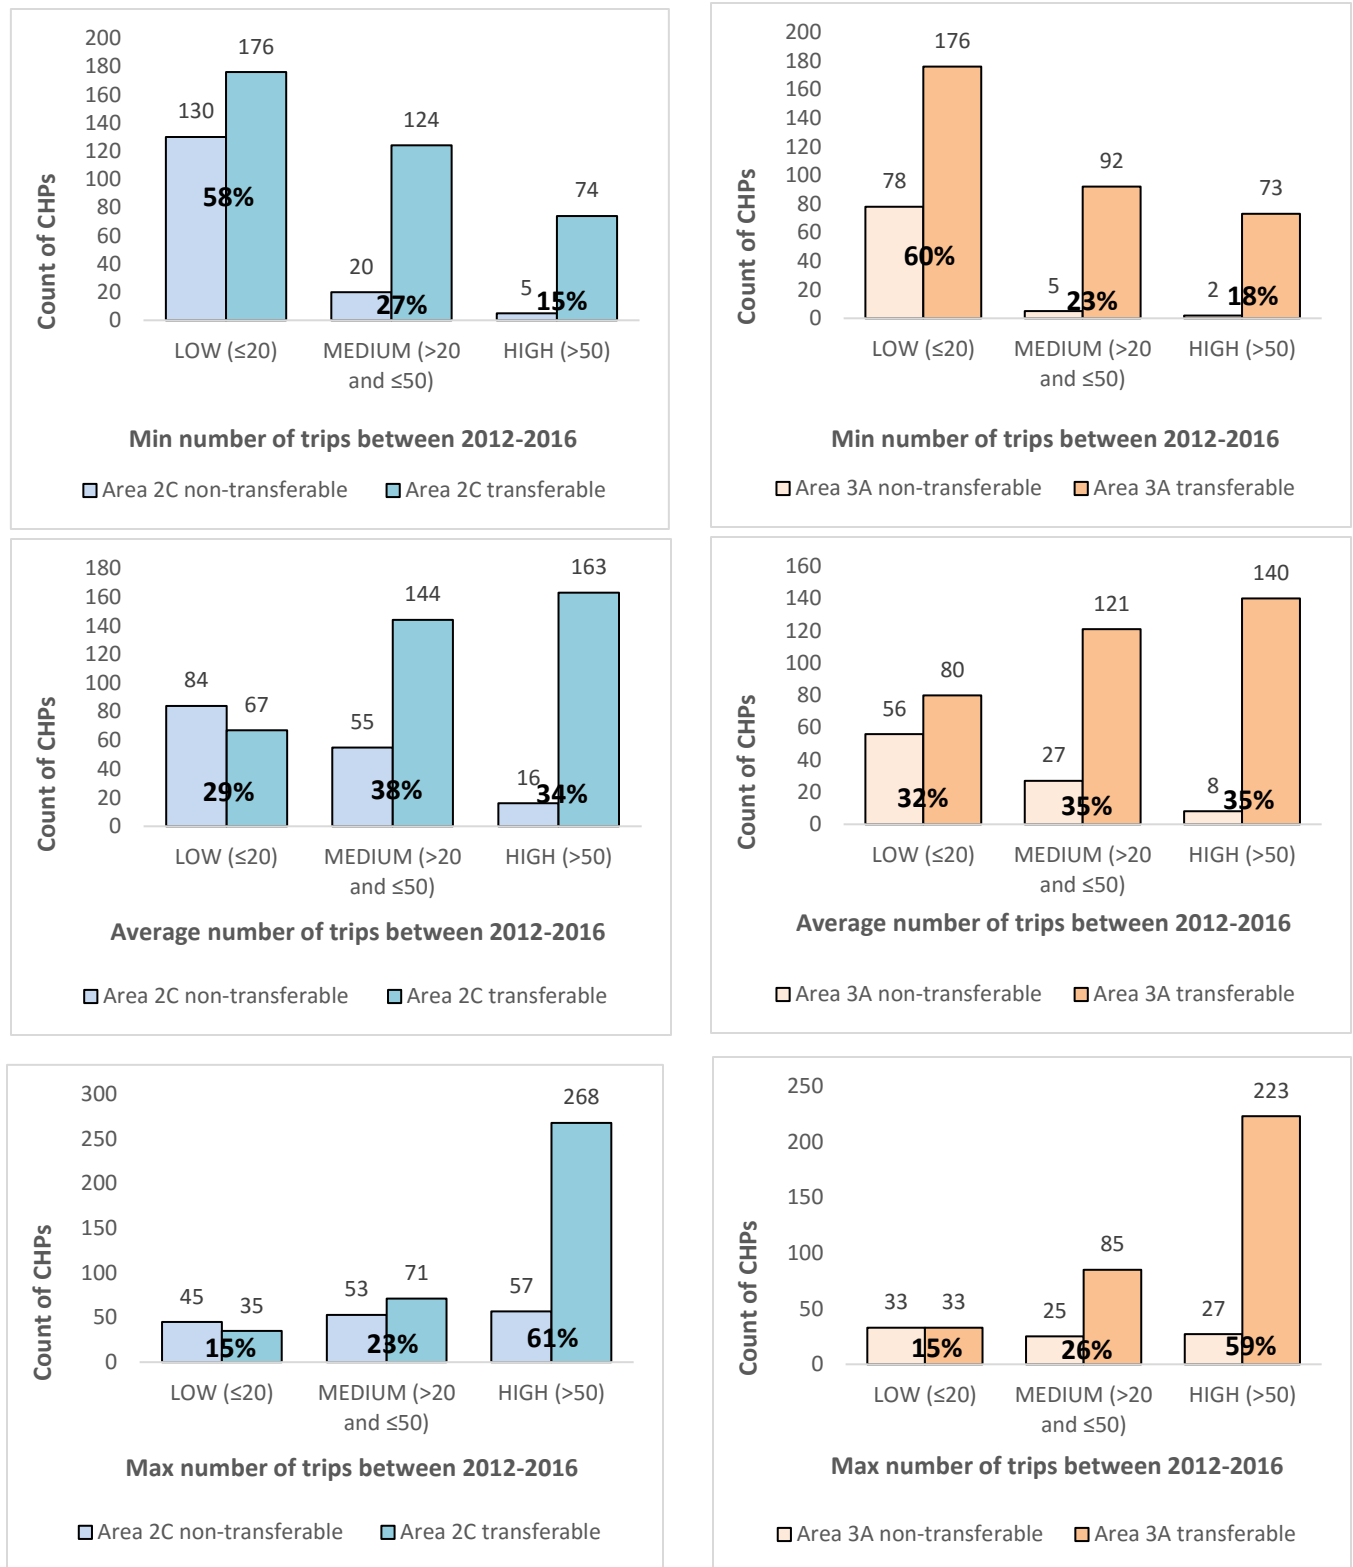 200
180
160
140
120
100
80
60
40
20
0
Count of CHPs
130
176
58%
20
124
27%
5
74
15%
LOW (≤20)
MEDIUM (>20
and ≤50)
HIGH (>50)
Min number of trips between 2012-2016
Area 2C non-transferable
Area 2C transferable
200
180
160
140
120
100
80
60
40
20
0
Count of CHPs
78
176
60%
5
92
23%
2
73
18%
LOW (≤20)
MEDIUM (>20
and ≤50)
HIGH (>50)
Min number of trips between 2012-2016
Area 3A non-transferable
Area 3A transferable
180
160
140
120
100
80
60
40
20
0
Count of CHPs
84
67
29%
55
144
38%
16
163
34%
LOW (≤20)
MEDIUM (>20
and ≤50)
HIGH (>50)
Average number of trips between 2012-2016
Area 2C non-transferable
Area 2C transferable
160
140
120
100
80
60
40
20
0
Count of CHPs
56
80
32%
27
121
35%
8
140
35%
LOW (≤20)
MEDIUM (>20
and ≤50)
HIGH (>50)
Average number of trips between 2012-2016
Area 3A non-transferable
Area 3A transferable
300
250
200
150
100
50
0
Count of CHPs
45
35
15%
53
71
23%
57
268
61%
LOW (≤20)
MEDIUM (>20
and ≤50)
HIGH (>50)
Max number of trips between 2012-2016
Area 2C non-transferable
Area 2C transferable
250
200
150
100
50
0
Count of CHPs
33
33
15%
25
85
26%
27
223
59%
LOW (≤20)
MEDIUM (>20
and ≤50)
HIGH (>50)
Max number of trips between 2012-2016
Area 3A non-transferable
Area 3A transferable